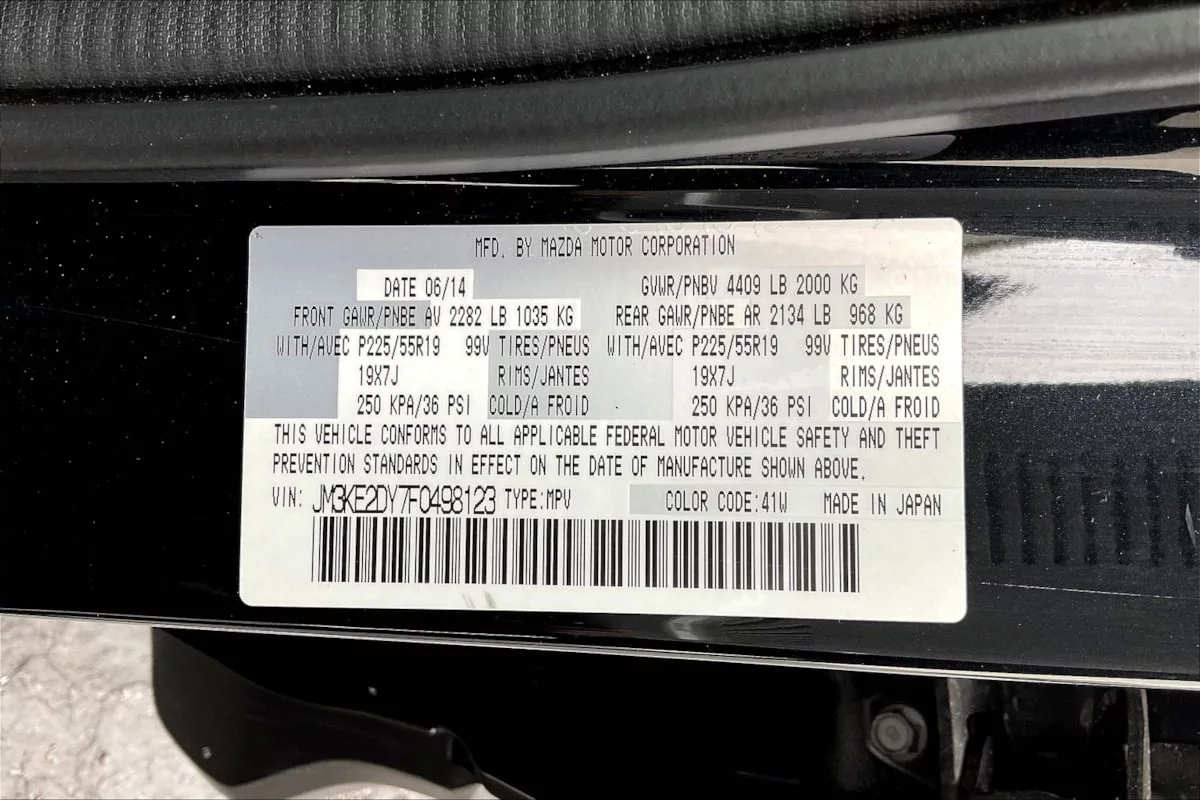 MFD. BY MAZDA MOTOR CORPORATION
DATE 06/14 GVWR/PNBV 4409 LB 2000 KG
FRONT GAWR/PNBE AV 2282 LB 1035 KG REAR GAWR/PNBE AR 2134 LB 968 KG
WITH/AVEC P225/55R19 99V TIRES/PNEUS WITH/AVEC P225/55R19 99V TIRES/PNEUS
19X7J RIMS/JANTES 19X7J RIMS/JANTES
250 KPA/36 PSI COLD/A FROID 250 KPA/36 PSI COLD/A FROID
THIS VEHICLE CONFORMS TO ALL APPLICABLE FEDERAL MOTOR VEHICLE SAFETY AND THEFT
PREVENTION STANDARDS IN EFFECT ON THE DATE OF MANUFACTURE SHOWN ABOVE.
VIN: JM3KE2DY7F0498123 TYPE:MPV COLOR CODE:41W MADE IN JAPAN